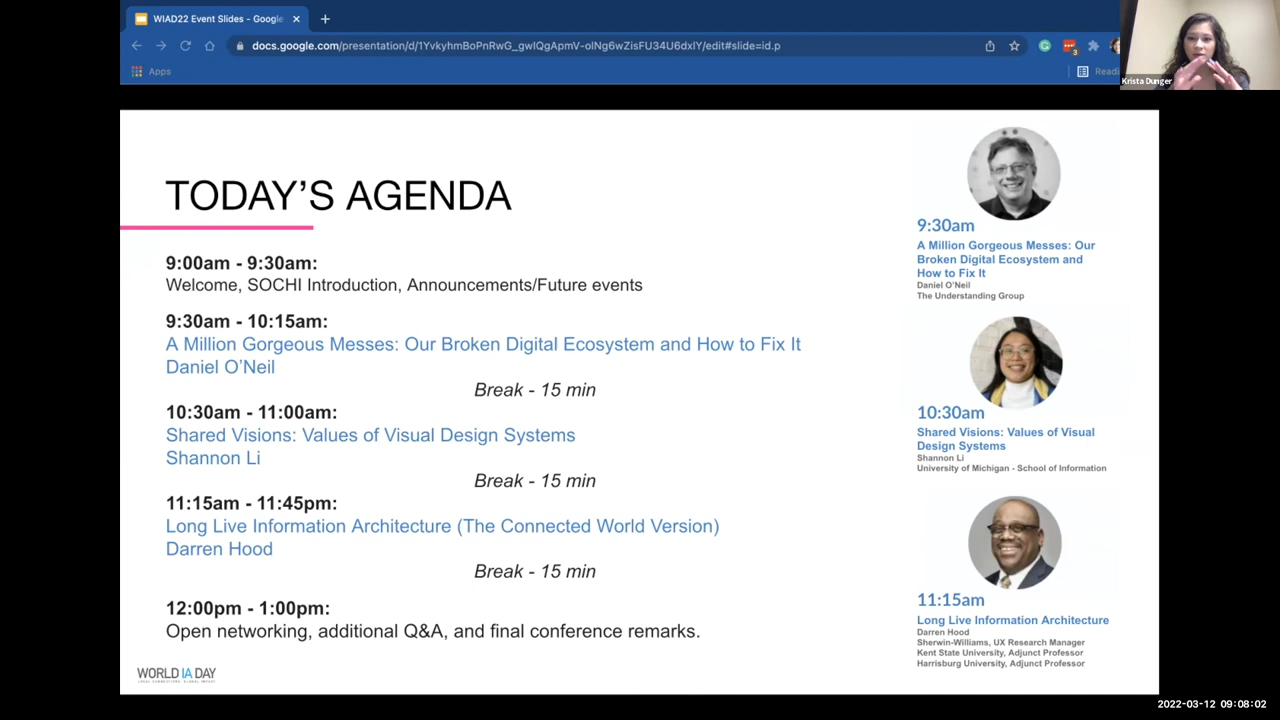 WIAD22 Event Slides - Google
docs.google.com/presentation/d/1YvkyhmBoPnRwG_gwIQgApmV-olNg6wZisFU34U6dxlY/edit#slide=id.p
3
Apps
Readi
Krista Dunger
TODAY'S AGENDA
9:00am - 9:30am:
Welcome, SOCHI Introduction, Announcements/Future events
9:30am - 10:15am:
A Million Gorgeous Messes: Our Broken Digital Ecosystem and How to Fix It
Daniel O'Neil
Break - 15 min
10:30am - 11:00am:
Shared Visions: Values of Visual Design Systems
Shannon Li
Break - 15 min
11:15am - 11:45pm:
Long Live Information Architecture (The Connected World Version)
Darren Hood
Break - 15 min
12:00pm - 1:00pm:
Open networking, additional Q&A, and final conference remarks.
WORLD IA DAY
LOCAL CONNECTIONS. GLOBAL IMPACT.
9:30am
A Million Gorgeous Messes: Our
Broken Digital Ecosystem and
How to Fix It
Daniel O'Neil
The Understanding Group
10:30am
Shared Visions: Values of Visual
Design Systems
Shannon Li
University of Michigan - School of Information
11:15am
Long Live Information Architecture
Darren Hood
Sherwin-Williams, UX Research Manager
Kent State University, Adjunct Professor
Harrisburg University, Adjunct Professor
2022-03-12 09:08:02